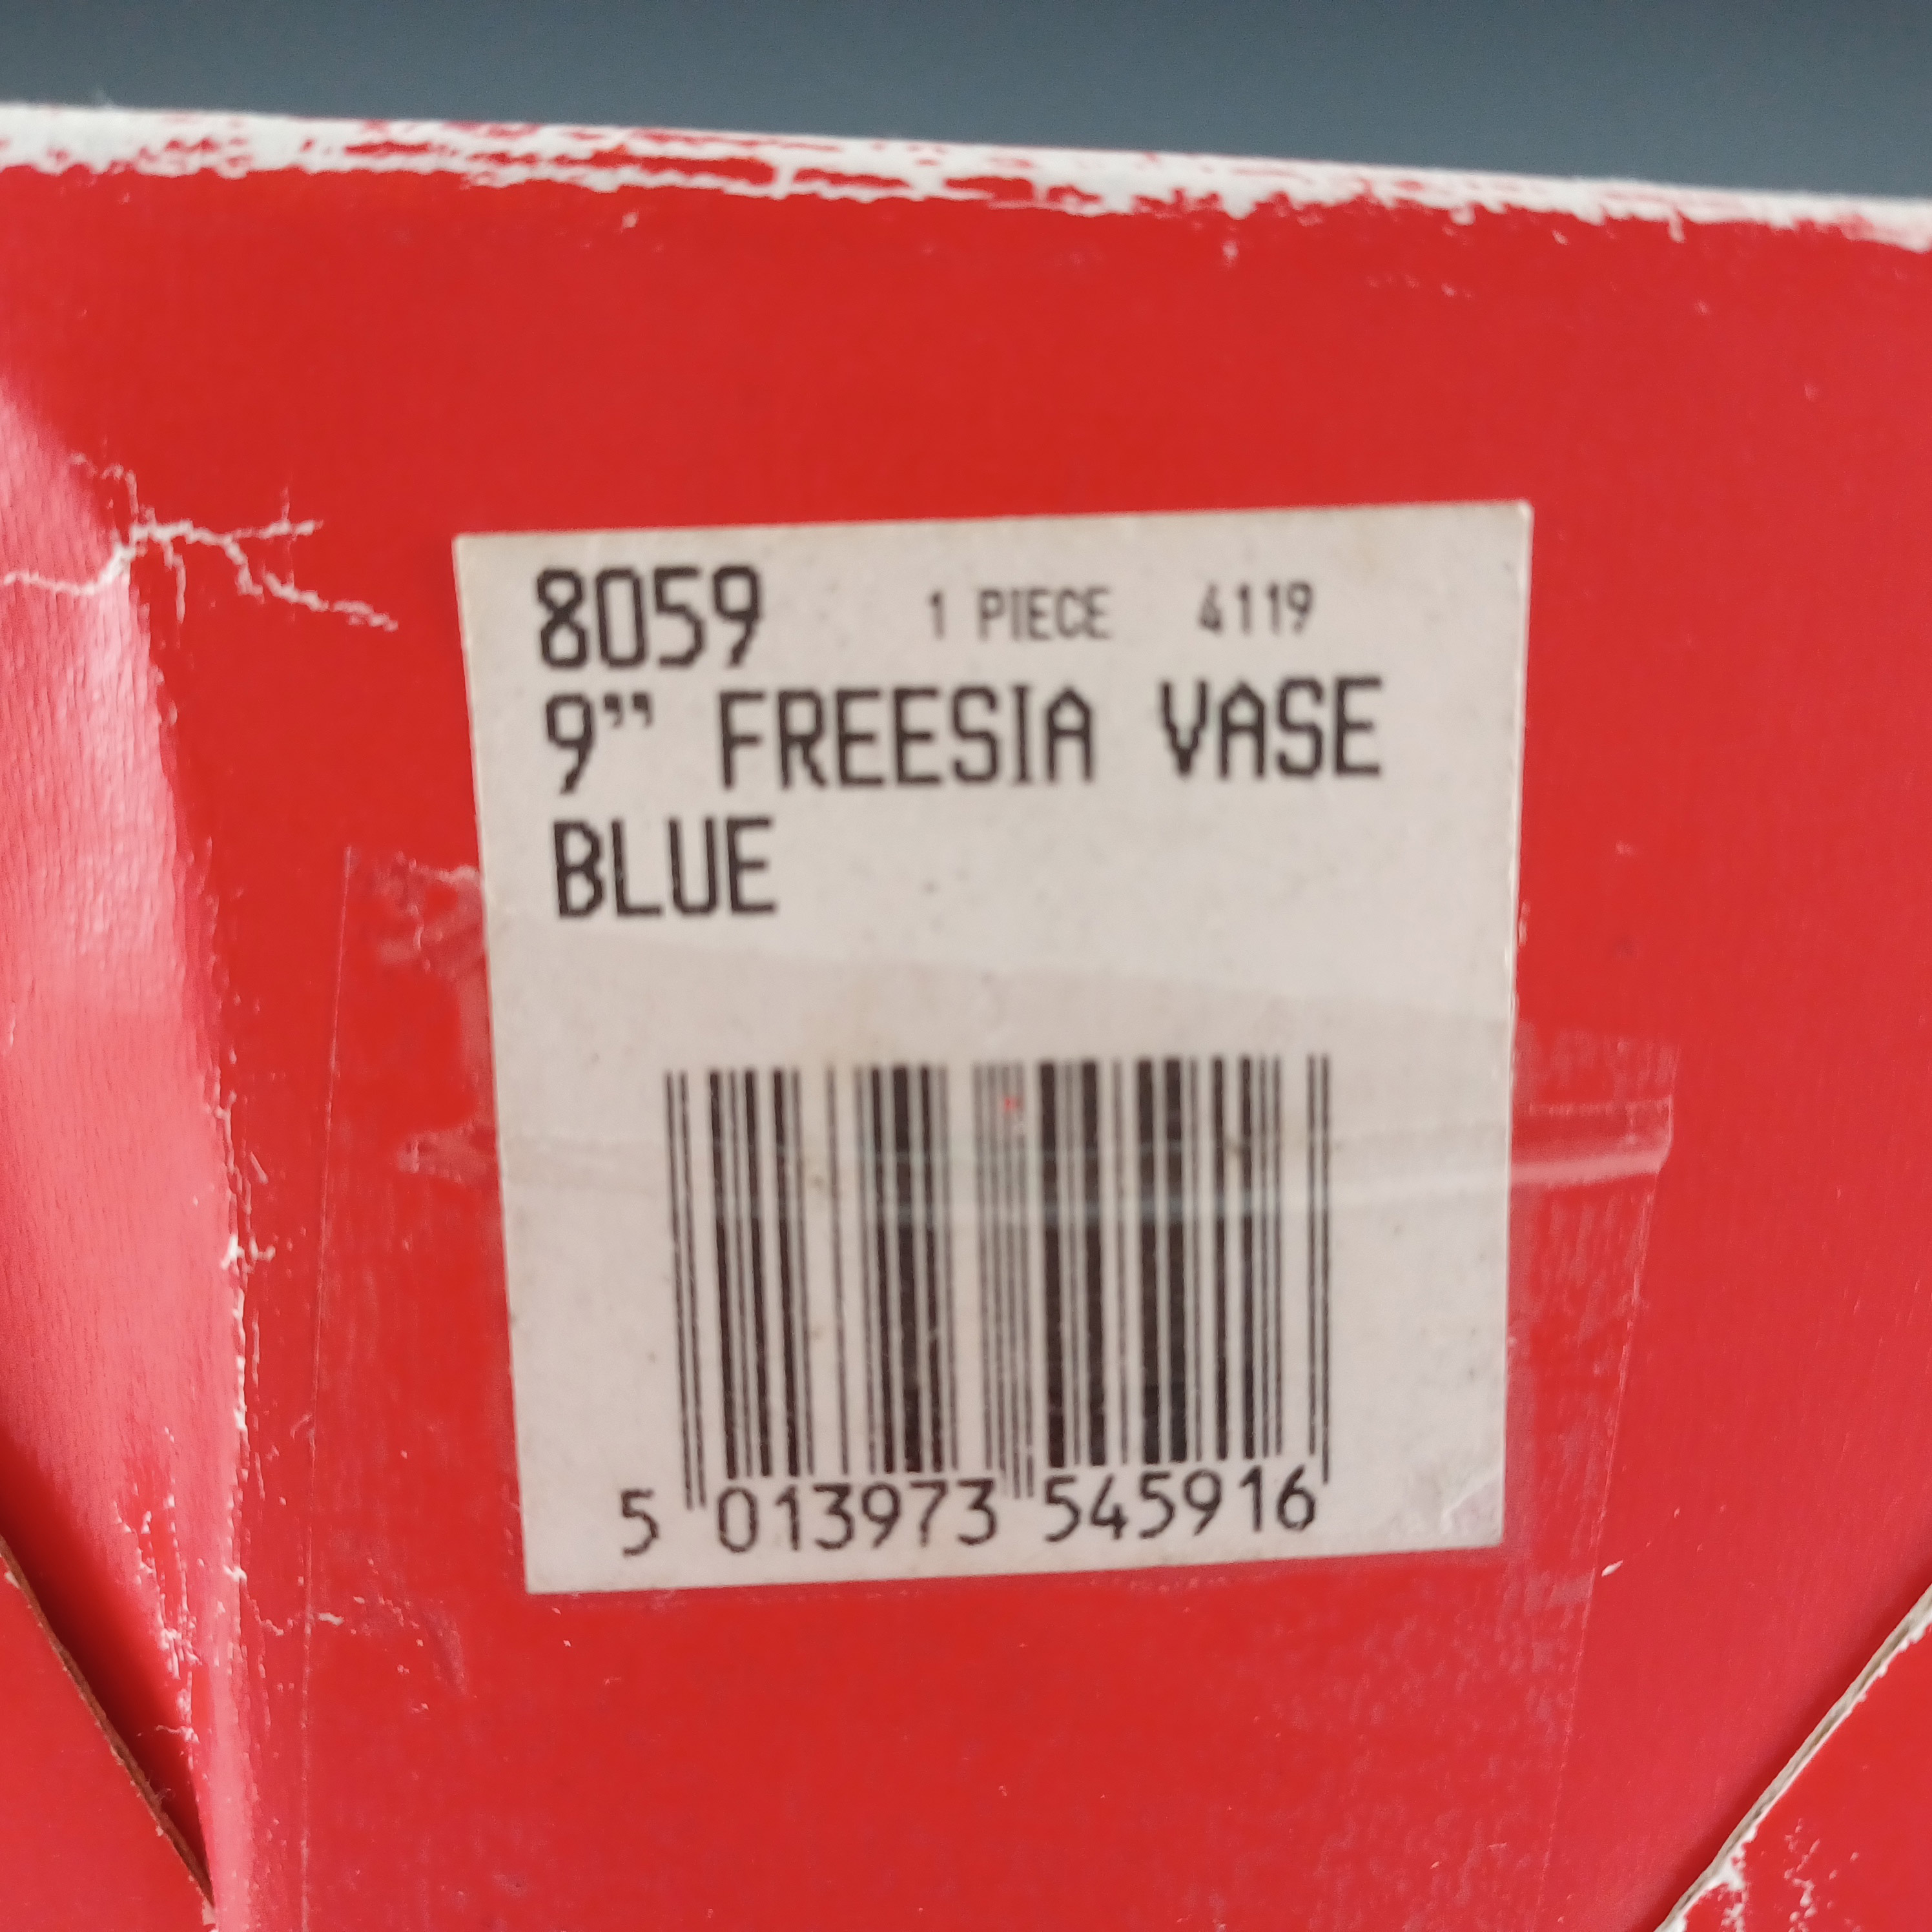 8059 1 PIECE 4119
9” FREESIA VASE
BLUE
5 013973 545916